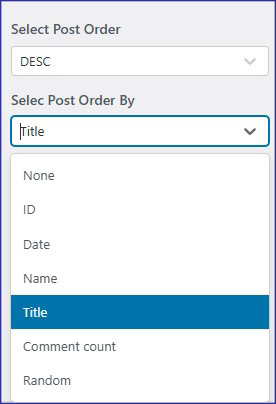 Select Post Order
DESC
Selec Post Order By
Title
None
ID
Date
Name
Title
Comment count
Random